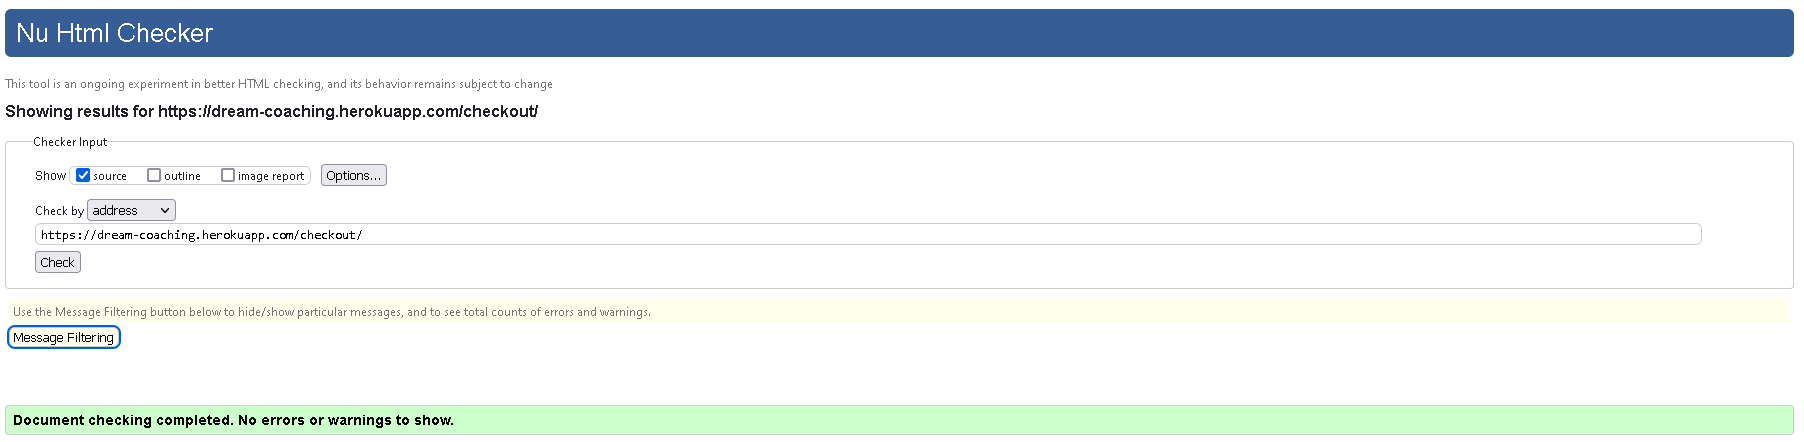 Nu Html Checker
This tool is an ongoing experiment in better HTML checking, and its behavior remains subject to change
Showing results for https://dream-coaching.herokuapp.com/checkout/
Checker Input
Show source outline image report Options...
Check by address
https://dream-coaching.herokuapp.com/checkout/
Check
Use the Message Filtering button below to hide/show particular messages, and to see total counts of errors and warnings.
Message Filtering
Document checking completed. No errors or warnings to show.